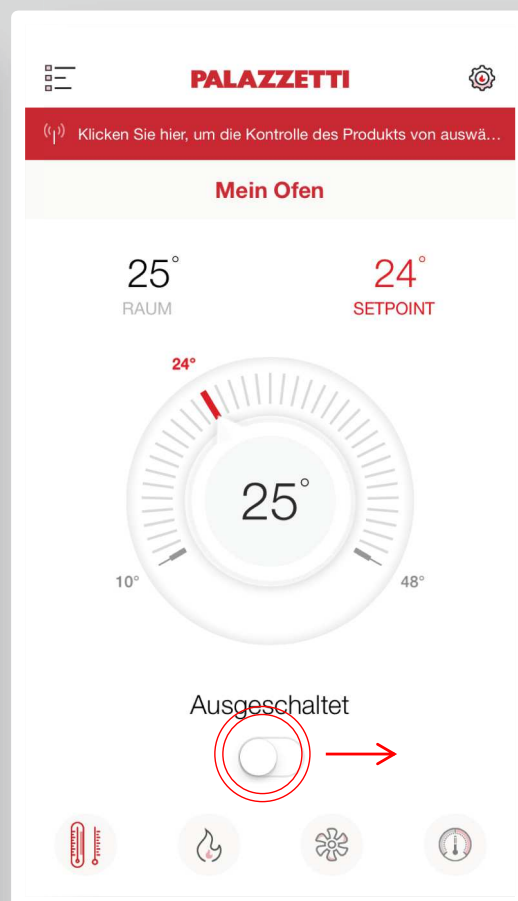 PALAZZETTI
Klicken Sie hier, um die Kontrolle des Produkts von auswä...
Mein Ofen
25° 24°
RAUM SETPOINT
24°
25°
10° 48°
Ausgeschaltet